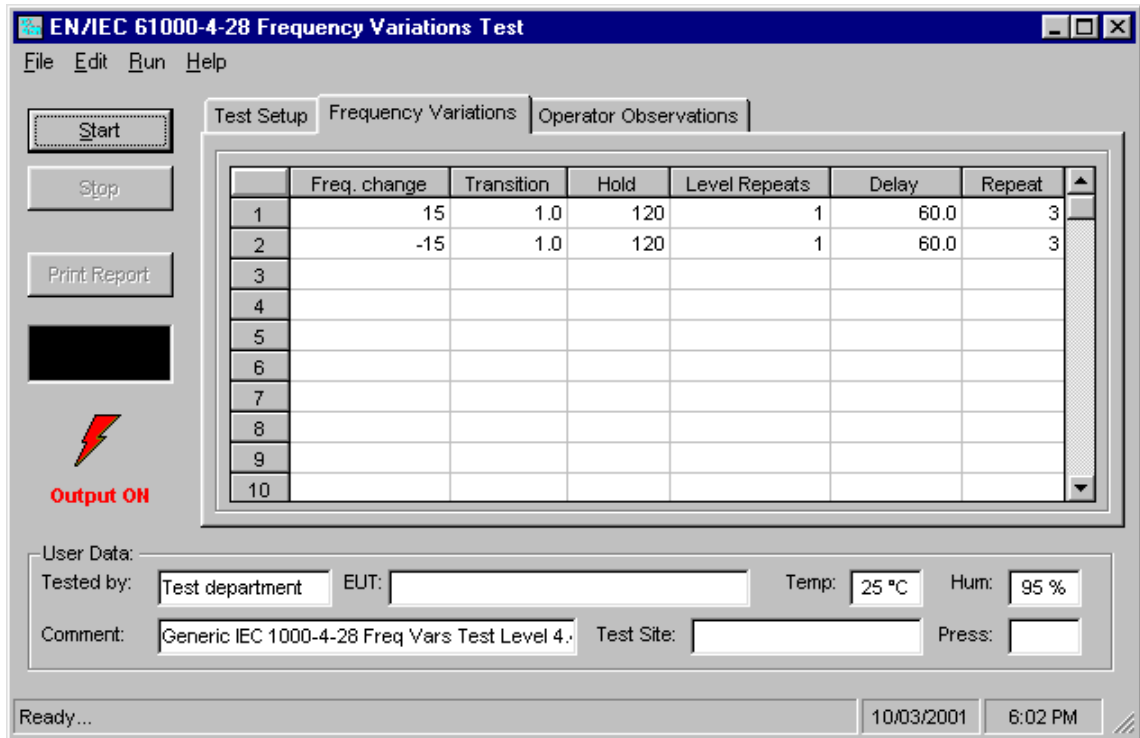 EN/IEC 61000-4-28 Frequency Variations Test
File Edit Run Help
Start
Stop
Print Report
Output ON
Test Setup Frequency Variations Operator Observations
Freq. change Transition Hold Level Repeats Delay Repeat
1 15 1.0 120 1 60.0 3
2 -15 1.0 120 1 60.0 3
3
4
5
6
7
8
9
10
User Data:
Tested by: Test department EUT: Temp: 25 °C Hum: 95 %
Comment: Generic IEC 1000-4-28 Freq Vars Test Level 4. Test Site: Press:
Ready... 10/03/2001 6:02 PM